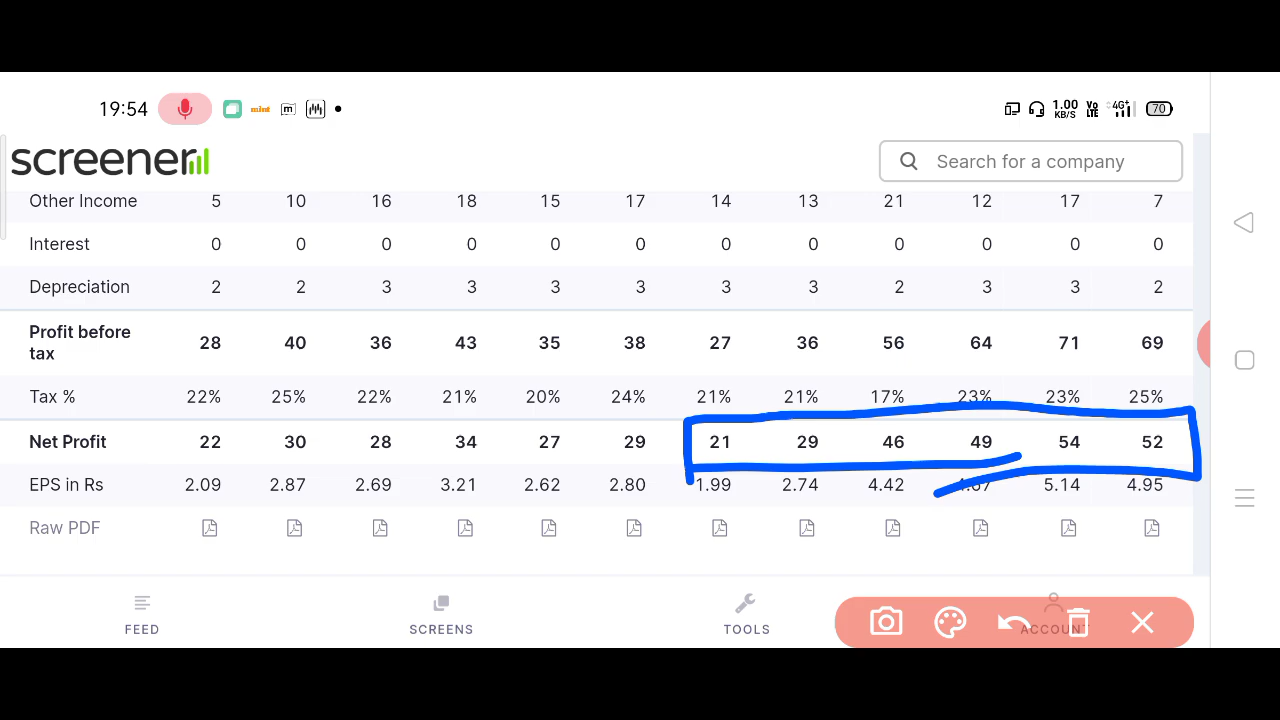 19:54 mint m 1.00 KB/S Vo LTE 4G+ 70
screener Search for a company
Other Income 5 10 16 18 15 17 14 13 21 12 17 7
Interest 0 0 0 0 0 0 0 0 0 0 0 0
Depreciation 2 2 3 3 3 3 3 3 2 3 3 2
Profit before
tax 28 40 36 43 35 38 27 36 56 64 71 69
Tax % 22% 25% 22% 21% 20% 24% 21% 21% 17% 23% 23% 25%
Net Profit 22 30 28 34 27 29 21 29 46 49 54 52
EPS in Rs 2.09 2.87 2.69 3.21 2.62 2.80 1.99 2.74 4.42 4.67 5.14 4.95
Raw PDF
FEED SCREENS TOOLS ACCOUNT